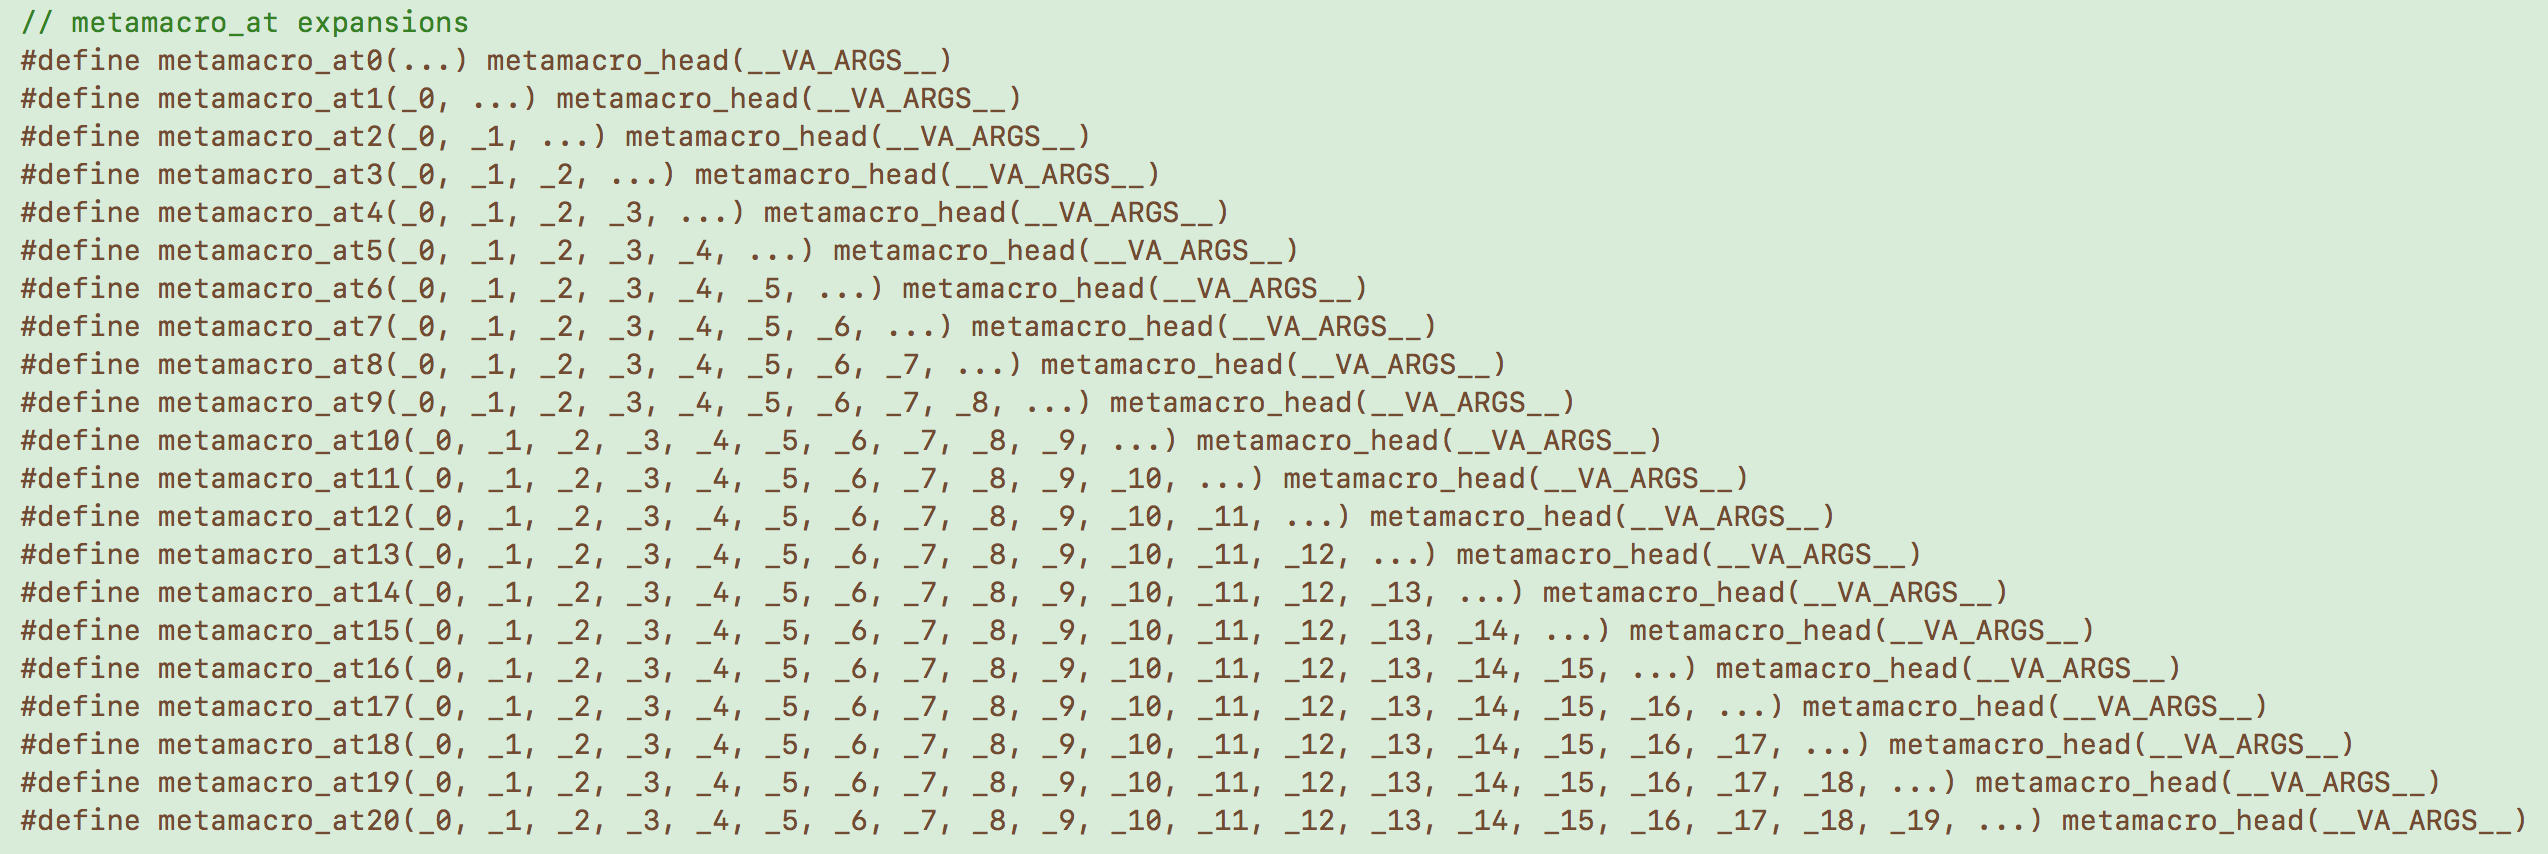 // metamacro_at expansions
#define metamacro_at0(...) metamacro_head(__VA_ARGS__)
#define metamacro_at1(_0, ...) metamacro_head(__VA_ARGS__)
#define metamacro_at2(_0, _1, ...) metamacro_head(__VA_ARGS__)
#define metamacro_at3(_0, _1, _2, ...) metamacro_head(__VA_ARGS__)
#define metamacro_at4(_0, _1, _2, _3, ...) metamacro_head(__VA_ARGS__)
#define metamacro_at5(_0, _1, _2, _3, _4, ...) metamacro_head(__VA_ARGS__)
#define metamacro_at6(_0, _1, _2, _3, _4, _5, ...) metamacro_head(__VA_ARGS__)
#define metamacro_at7(_0, _1, _2, _3, _4, _5, _6, ...) metamacro_head(__VA_ARGS__)
#define metamacro_at8(_0, _1, _2, _3, _4, _5, _6, _7, ...) metamacro_head(__VA_ARGS__)
#define metamacro_at9(_0, _1, _2, _3, _4, _5, _6, _7, _8, ...) metamacro_head(__VA_ARGS__)
#define metamacro_at10(_0, _1, _2, _3, _4, _5, _6, _7, _8, _9, ...) metamacro_head(__VA_ARGS__)
#define metamacro_at11(_0, _1, _2, _3, _4, _5, _6, _7, _8, _9, _10, ...) metamacro_head(__VA_ARGS__)
#define metamacro_at12(_0, _1, _2, _3, _4, _5, _6, _7, _8, _9, _10, _11, ...) metamacro_head(__VA_ARGS__)
#define metamacro_at13(_0, _1, _2, _3, _4, _5, _6, _7, _8, _9, _10, _11, _12, ...) metamacro_head(__VA_ARGS__)
#define metamacro_at14(_0, _1, _2, _3, _4, _5, _6, _7, _8, _9, _10, _11, _12, _13, ...) metamacro_head(__VA_ARGS__)
#define metamacro_at15(_0, _1, _2, _3, _4, _5, _6, _7, _8, _9, _10, _11, _12, _13, _14, ...) metamacro_head(__VA_ARGS__)
#define metamacro_at16(_0, _1, _2, _3, _4, _5, _6, _7, _8, _9, _10, _11, _12, _13, _14, _15, ...) metamacro_head(__VA_ARGS__)
#define metamacro_at17(_0, _1, _2, _3, _4, _5, _6, _7, _8, _9, _10, _11, _12, _13, _14, _15, _16, ...) metamacro_head(__VA_ARGS__)
#define metamacro_at18(_0, _1, _2, _3, _4, _5, _6, _7, _8, _9, _10, _11, _12, _13, _14, _15, _16, _17, ...) metamacro_head(__VA_ARGS__)
#define metamacro_at19(_0, _1, _2, _3, _4, _5, _6, _7, _8, _9, _10, _11, _12, _13, _14, _15, _16, _17, _18, ...) metamacro_head(__VA_ARGS__)
#define metamacro_at20(_0, _1, _2, _3, _4, _5, _6, _7, _8, _9, _10, _11, _12, _13, _14, _15, _16, _17, _18, _19, ...) metamacro_head(__VA_ARGS__)